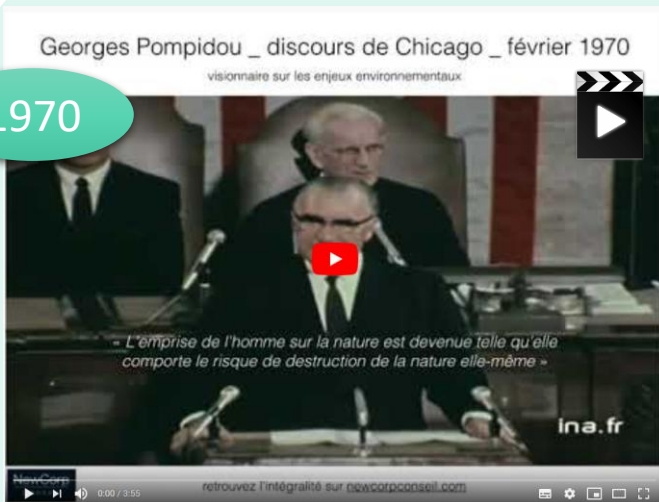 Georges Pompidou _ discours de Chicago _ février 1970
visionnaire sur les enjeux environnementaux
1970
« L'emprise de l'homme sur la nature est devenue telle qu'elle
comporte le risque de destruction de la nature elle-même »
ina.fr
NewCorp
retrouvez l'intégralité sur newcorpconseil.com
0:00 / 3:55